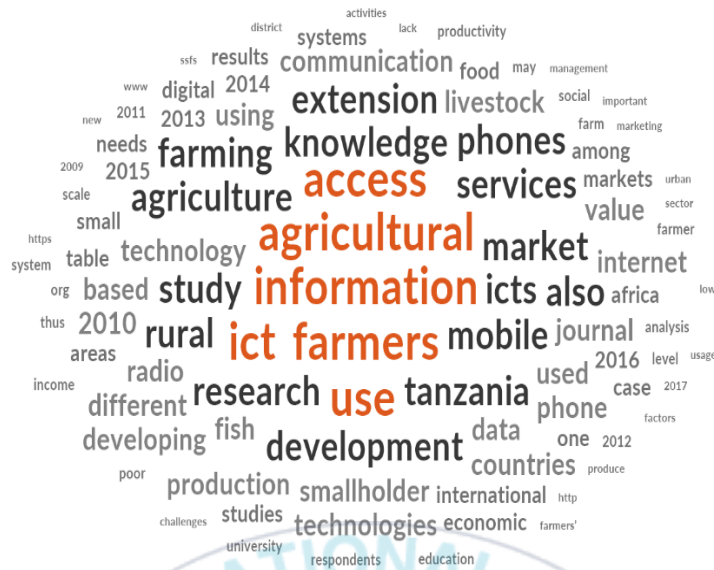 activities
district lack productivity
systems
ssfs results communication food may management
www digital 2014 extension livestock social important
new 2011 2013 using farm marketing
needs farming knowledge phones among
2009 2015 access services markets urban
scale agriculture value sector
small agricultural market farmer
https table technology internet
system information
org based study icts also africa low
thus 2010 rural ict farmers mobile journal analysis
areas radio used 2016 level usage
income different research use tanzania phone case 2017
factors
developing fish development data one 2012
poor countries produce
production smallholder international http
challenges studies technologies economic farmers'
university
respondents education
ATIONAL